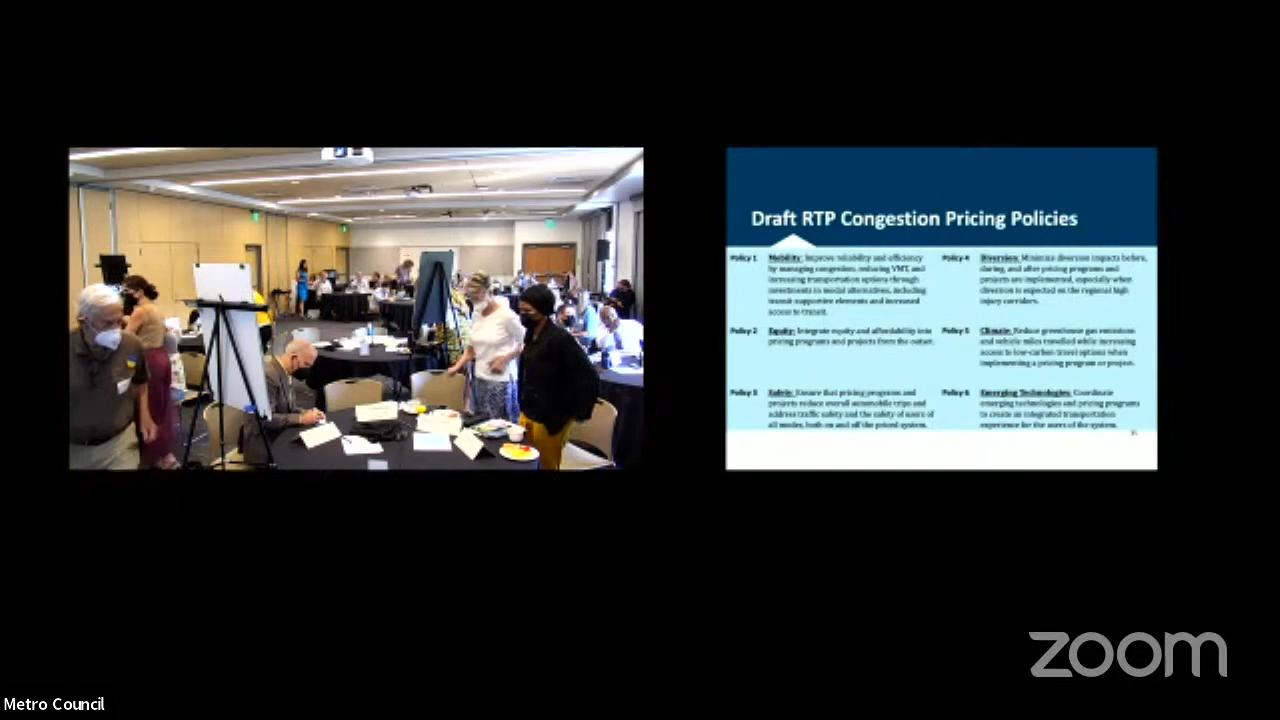 Draft RTP Congestion Pricing Policies
Policy 1
Mobility: Improve reliability and efficiency
by managing congestion, reducing VMT, and
increasing transportation options through
investments in modal alternatives, including
transit-supportive elements and increased
access to transit.
Policy 2
Equity: Integrate equity and affordability into
pricing programs and projects from the outset.
Policy 3
Safety: Ensure that pricing programs and
projects reduce overall automobile trips and
address traffic safety and the safety of users of
all modes, both on and off the priced system.
Policy 4
Diversion: Minimize diversion impacts before,
during, and after pricing programs and
projects are implemented, especially when
diversion is expected on the regional high
injury corridors.
Policy 5
Climate: Reduce greenhouse gas emissions
and vehicle miles travelled while increasing
access to low-carbon travel options when
implementing a pricing program or project.
Policy 6
Emerging Technologies: Coordinate
emerging technologies and pricing programs
to create an integrated transportation
experience for the users of the system.
zoom
Metro Council